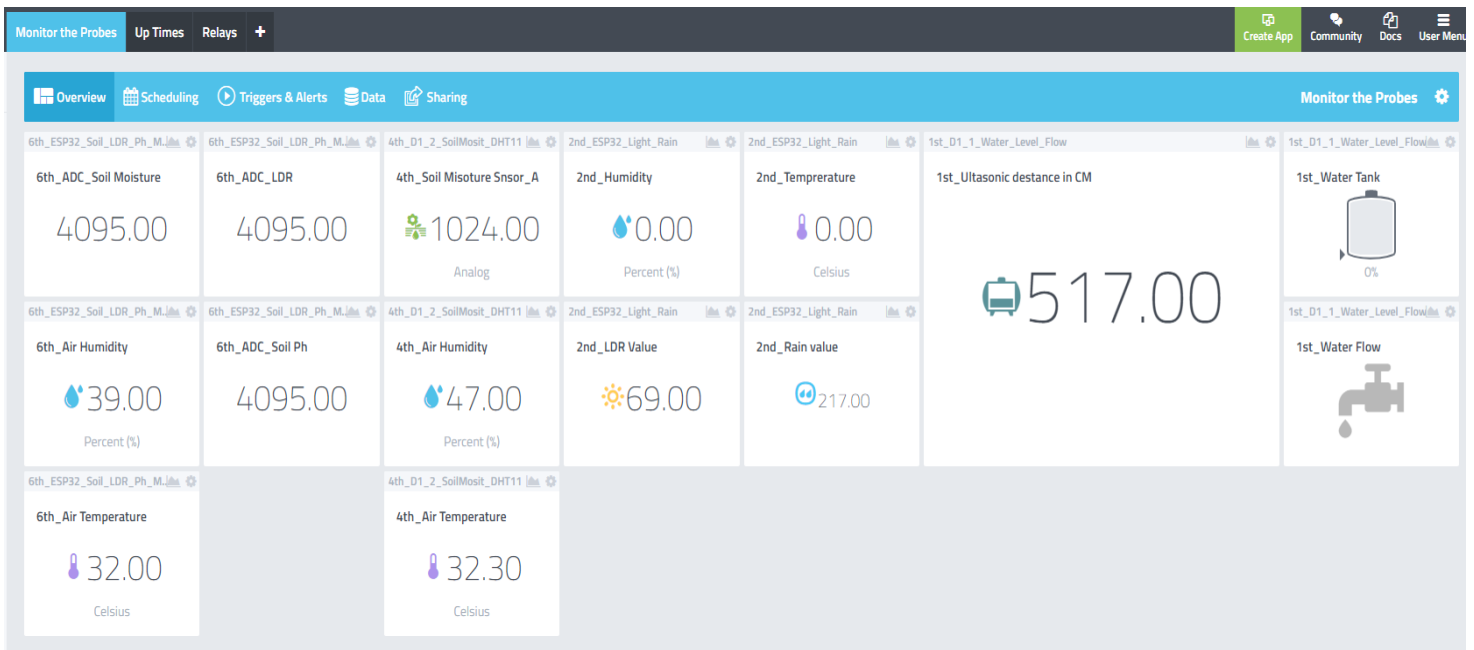 Monitor the Probes Up Times Relays + Create App Community Docs User Menu
Overview Scheduling Triggers & Alerts Data Sharing Monitor the Probes
6th_ESP32_Soil_LDR_Ph_M.. 6th_ESP32_Soil_LDR_Ph_M.. 4th_D1_2_SoilMosit_DHT11 2nd_ESP32_Light_Rain 2nd_ESP32_Light_Rain 1st_D1_1_Water_Level_Flow 1st_D1_1_Water_Level_Flow
6th_ADC_Soil Moisture 6th_ADC_LDR 4th_Soil Misoture Snsor_A 2nd_Humidity 2nd_Temprerature 1st_Ultasonic destance in CM 1st_Water Tank
4095.00 4095.00 1024.00 0.00 0.00
Analog Percent (%) Celsius 0%
517.00
6th_ESP32_Soil_LDR_Ph_M.. 6th_ESP32_Soil_LDR_Ph_M.. 4th_D1_2_SoilMosit_DHT11 2nd_ESP32_Light_Rain 2nd_ESP32_Light_Rain 1st_D1_1_Water_Level_Flow
6th_Air Humidity 6th_ADC_Soil Ph 4th_Air Humidity 2nd_LDR Value 2nd_Rain value 1st_Water Flow
39.00 4095.00 47.00 69.00 217.00
Percent (%) Percent (%)
6th_ESP32_Soil_LDR_Ph_M.. 4th_D1_2_SoilMosit_DHT11
6th_Air Temperature 4th_Air Temperature
32.00 32.30
Celsius Celsius